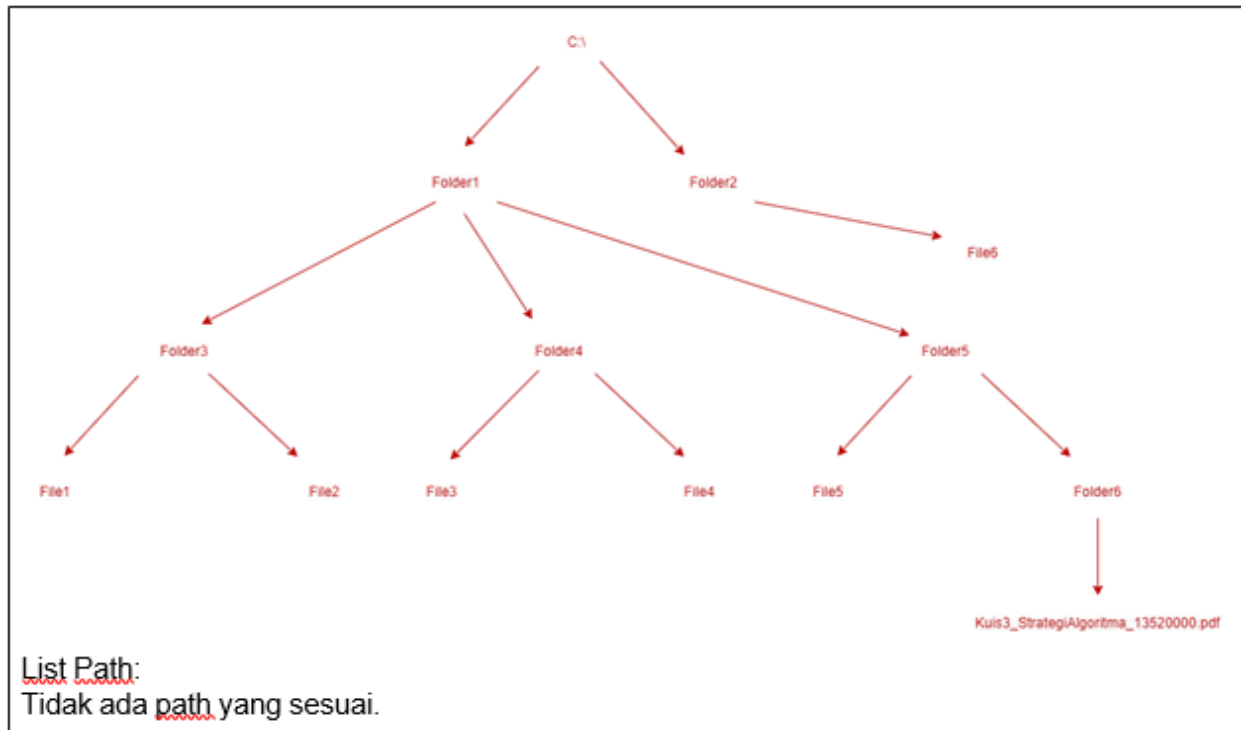 C:\
Folder1 Folder2
File6
Folder3 Folder4 Folder5
File1 File2 File3 File4 File5 Folder6
Kuis3_StrategiAlgoritma_13520000.pdf
List Path:
Tidak ada path yang sesuai.